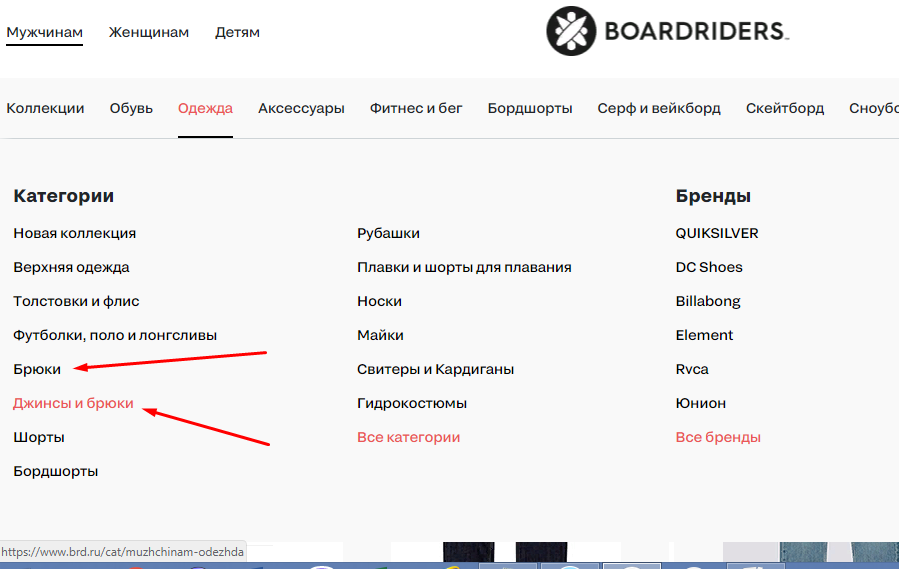 Мужчинам Женщинам Детям BOARDRIDERS
Коллекции Обувь Одежда Аксессуары Фитнес и бег Бордшорты Серф и вейкборд Скейтборд Сноубо
Категории
Новая коллекция
Верхняя одежда
Толстовки и флис
Футболки, поло и лонгсливы
Брюки
Джинсы и брюки
Шорты
Бордшорты
Рубашки
Плавки и шорты для плавания
Носки
Майки
Свитеры и Кардиганы
Гидрокостюмы
Все категории
Бренды
QUIKSILVER
DC Shoes
Billabong
Element
Rvca
Юнион
Все бренды
https://www.brd.ru/cat/muzhchinam-odezhda